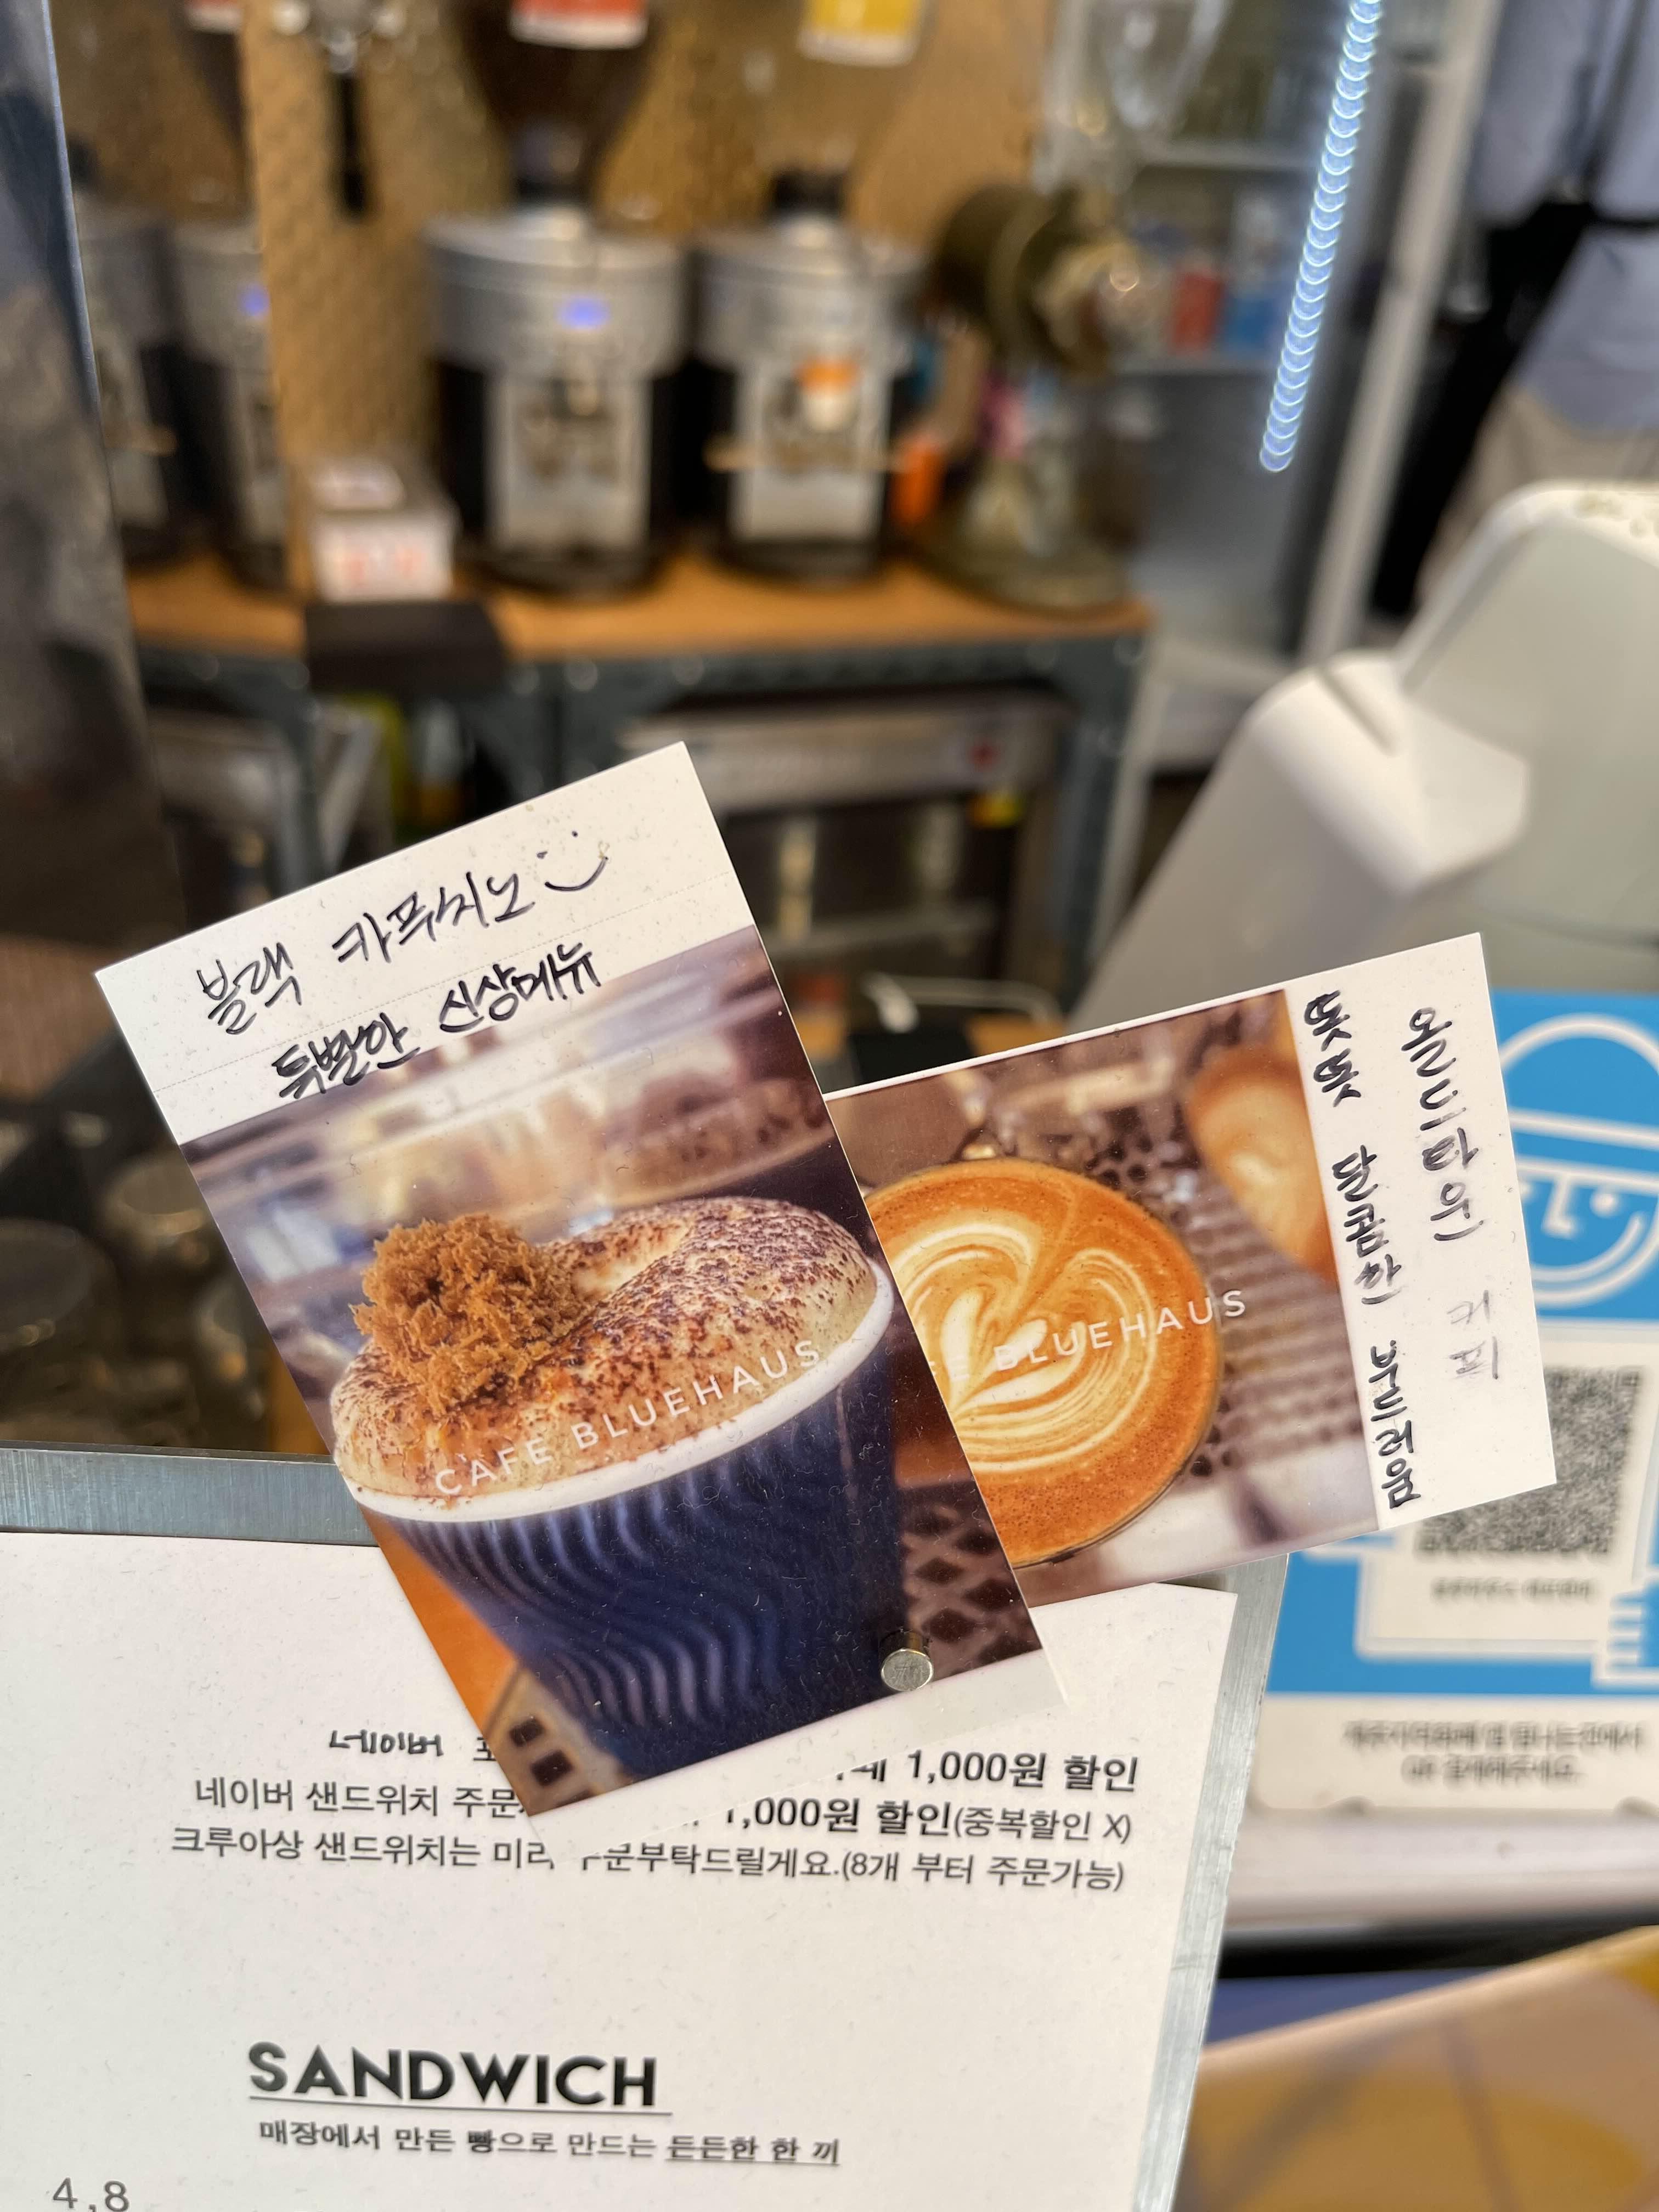 블랙 카푸치노
특별한 신상메뉴
CAFE BLUEHAUS
올드타운 커피
달콤한 부드러움
BLUEHAUS
네이버
1,000원 할인
네이버 샌드위치 주문
1,000원 할인(중복할인 X)
크루아상 샌드위치는 미리
부탁드릴게요.(8개 부터 주문가능)
SANDWICH
매장에서 만든 빵으로 만드는 든든한 한 끼
4,8